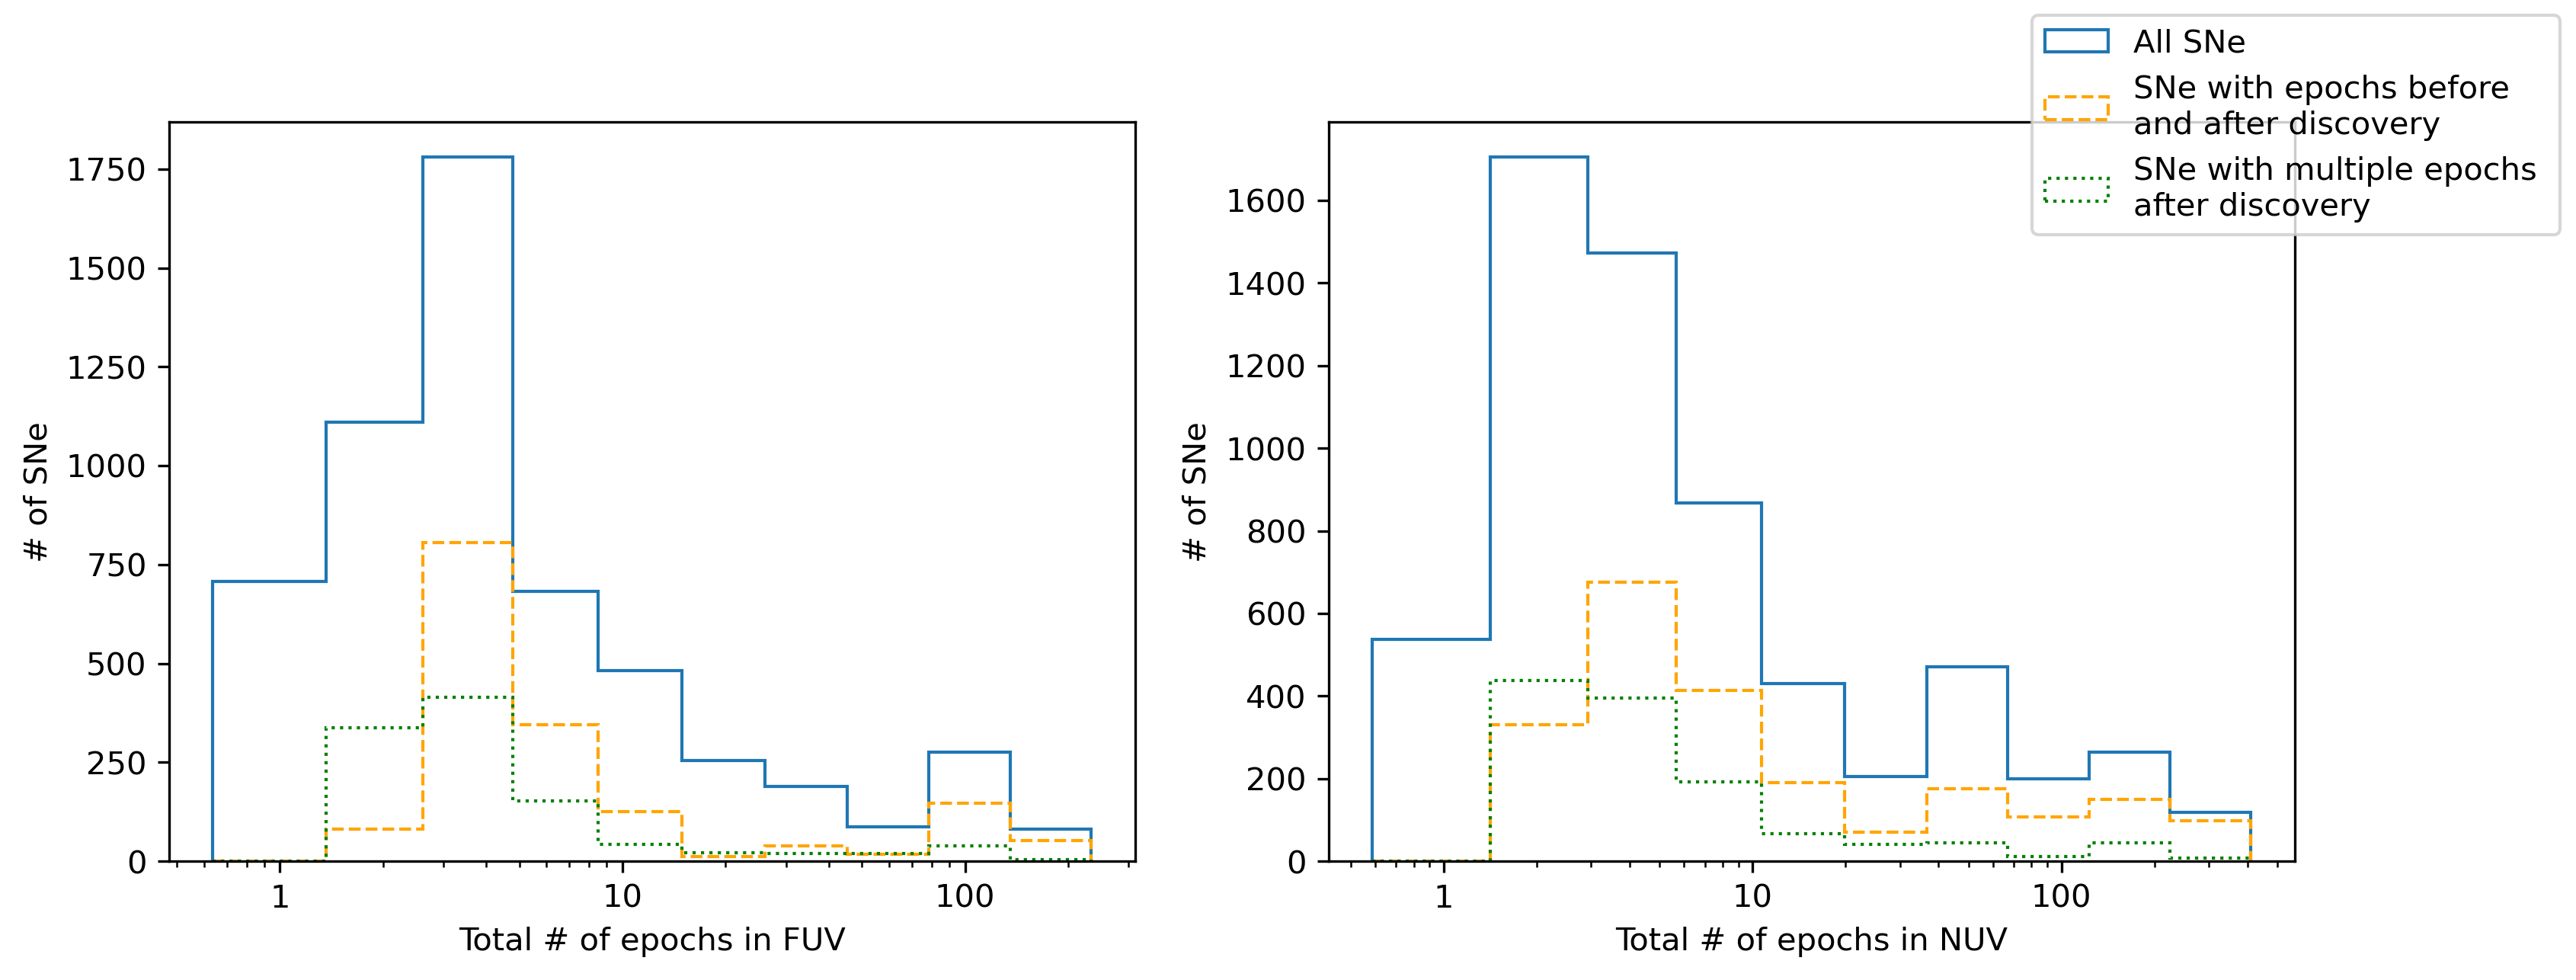 All SNe
SNe with epochs before
and after discovery
SNe with multiple epochs
after discovery
1750
1500
1250
1000
750
500
250
0
# of SNe
1 10 100
Total # of epochs in FUV
1600
1400
1200
1000
800
600
400
200
0
# of SNe
1 10 100
Total # of epochs in NUV